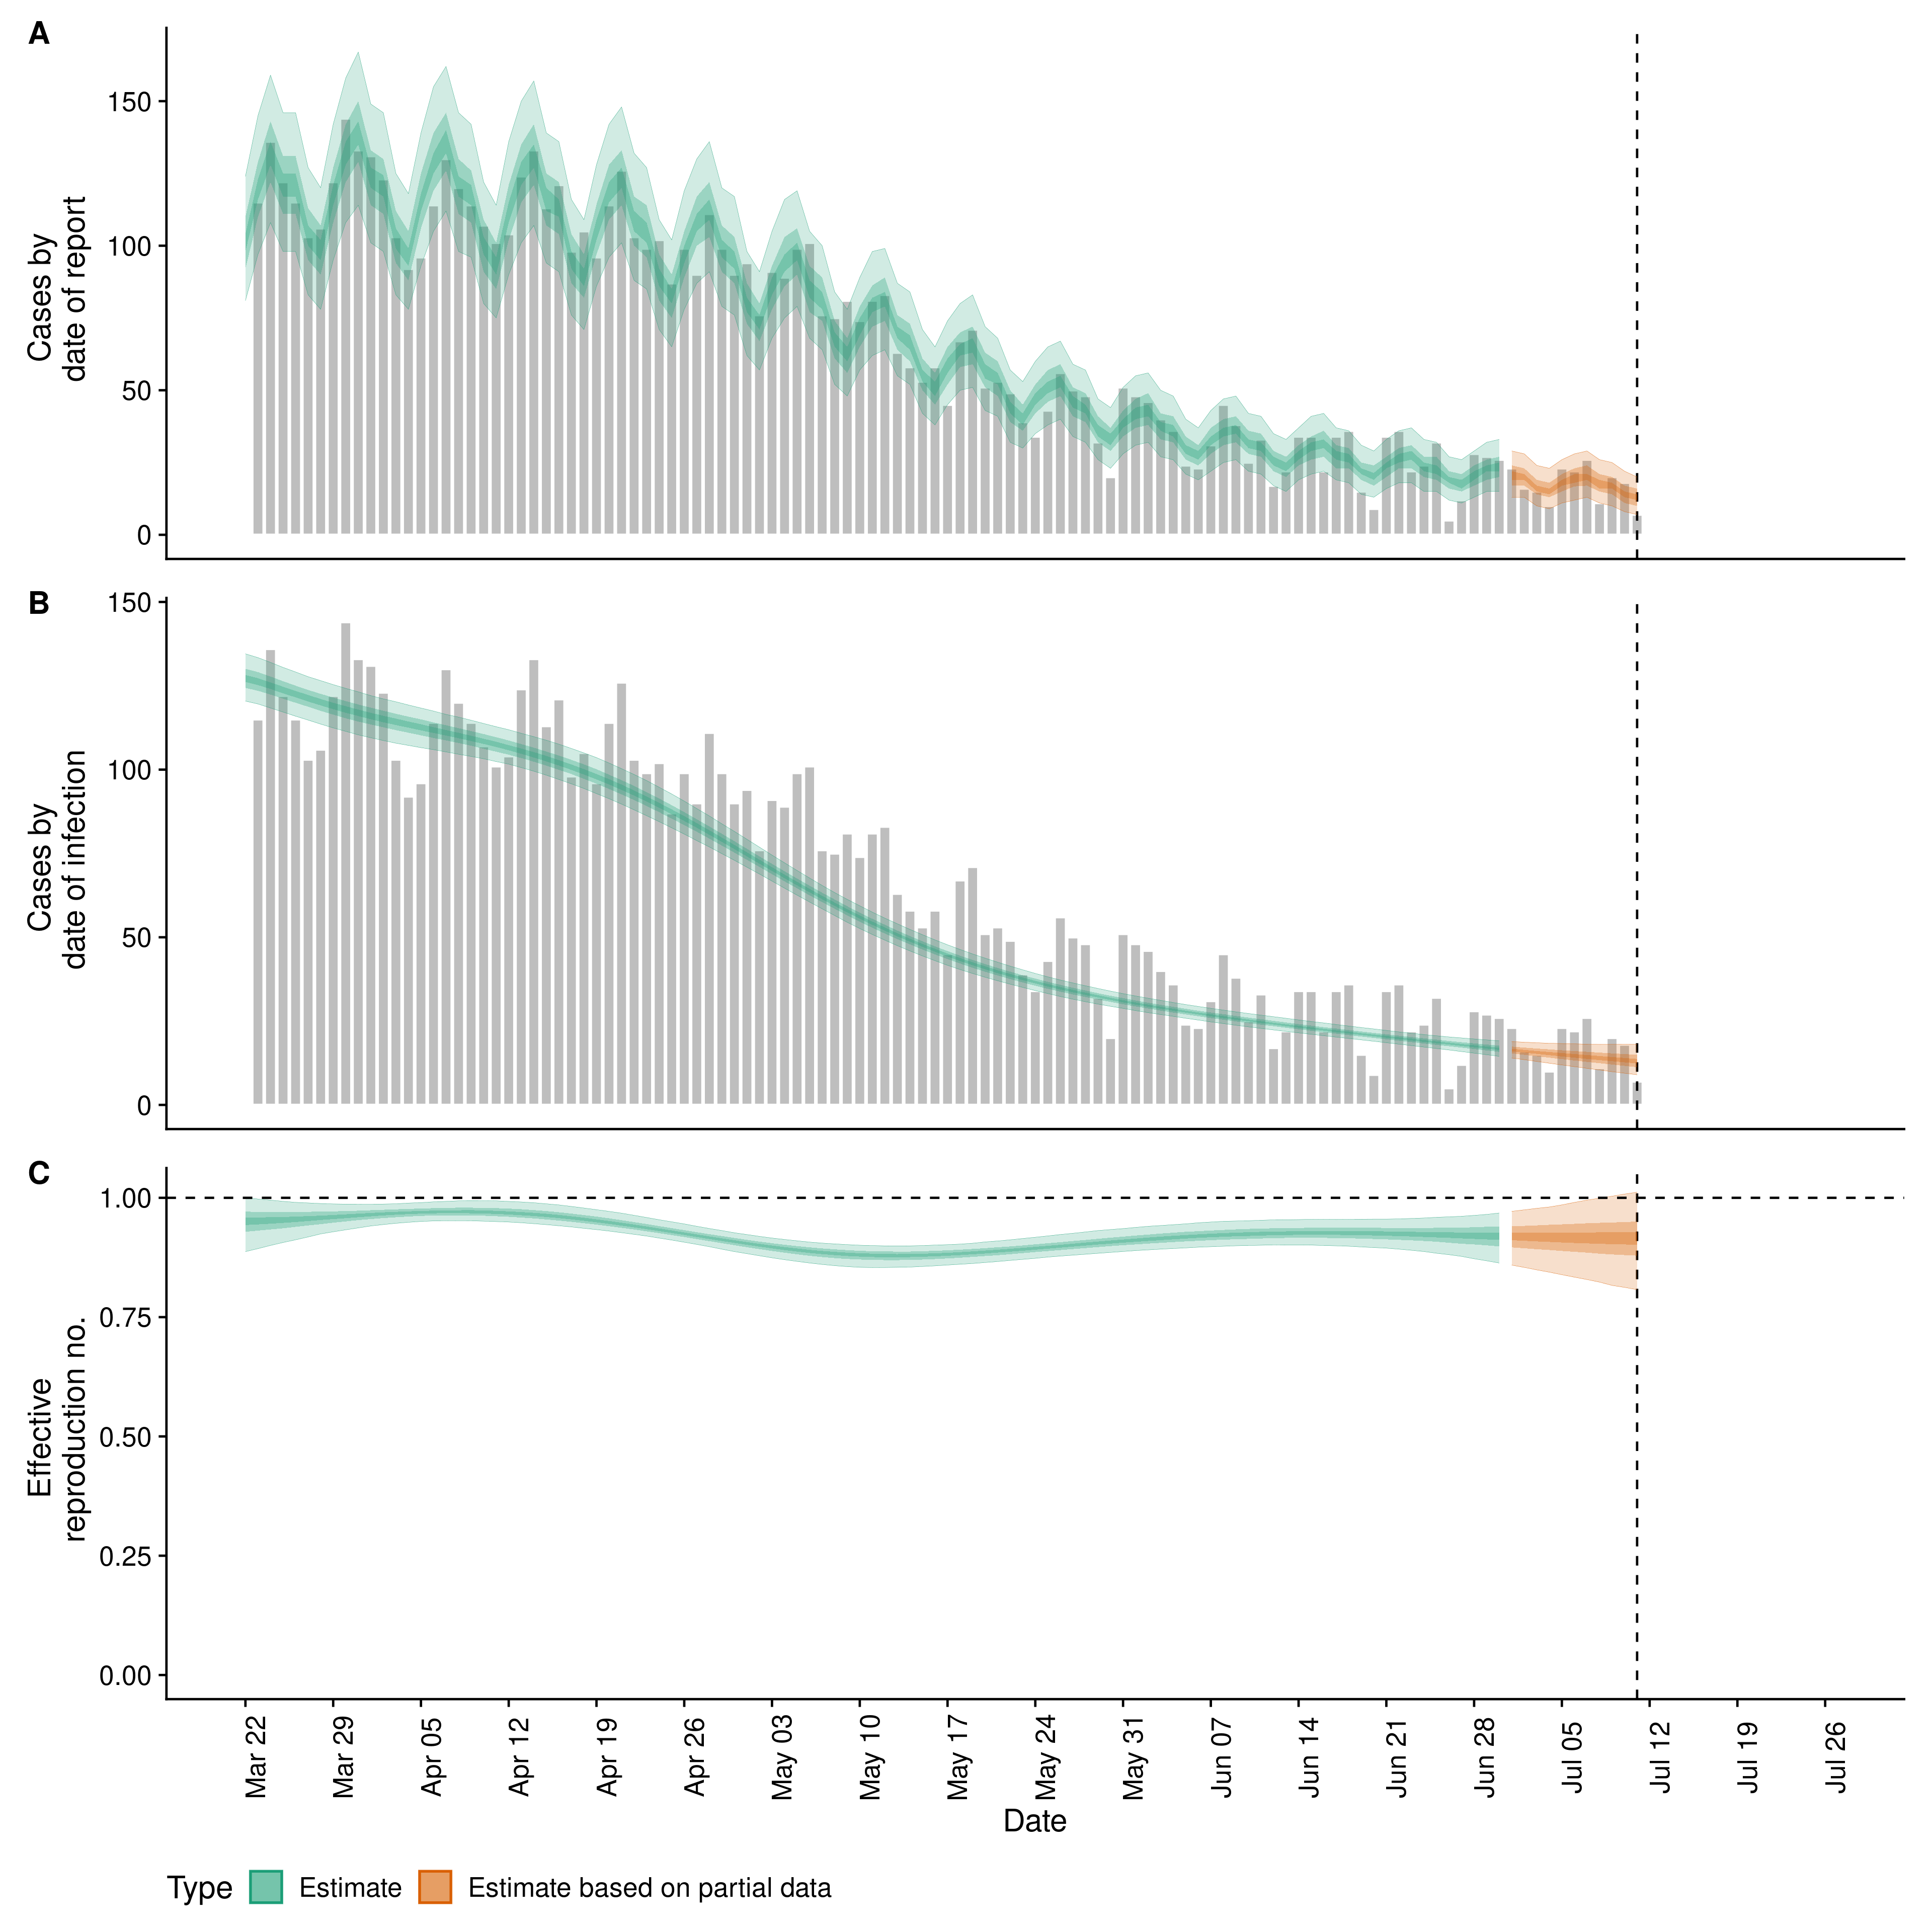 A
Cases by
date of report
150
100
50
0
B
Cases by
date of infection
150
100
50
0
C
Effective
reproduction no.
1.00
0.75
0.50
0.25
0.00
Mar 22
Mar 29
Apr 05
Apr 12
Apr 19
Apr 26
May 03
May 10
May 17
May 24
May 31
Jun 07
Jun 14
Jun 21
Jun 28
Jul 05
Jul 12
Jul 19
Jul 26
Date
Type Estimate Estimate based on partial data